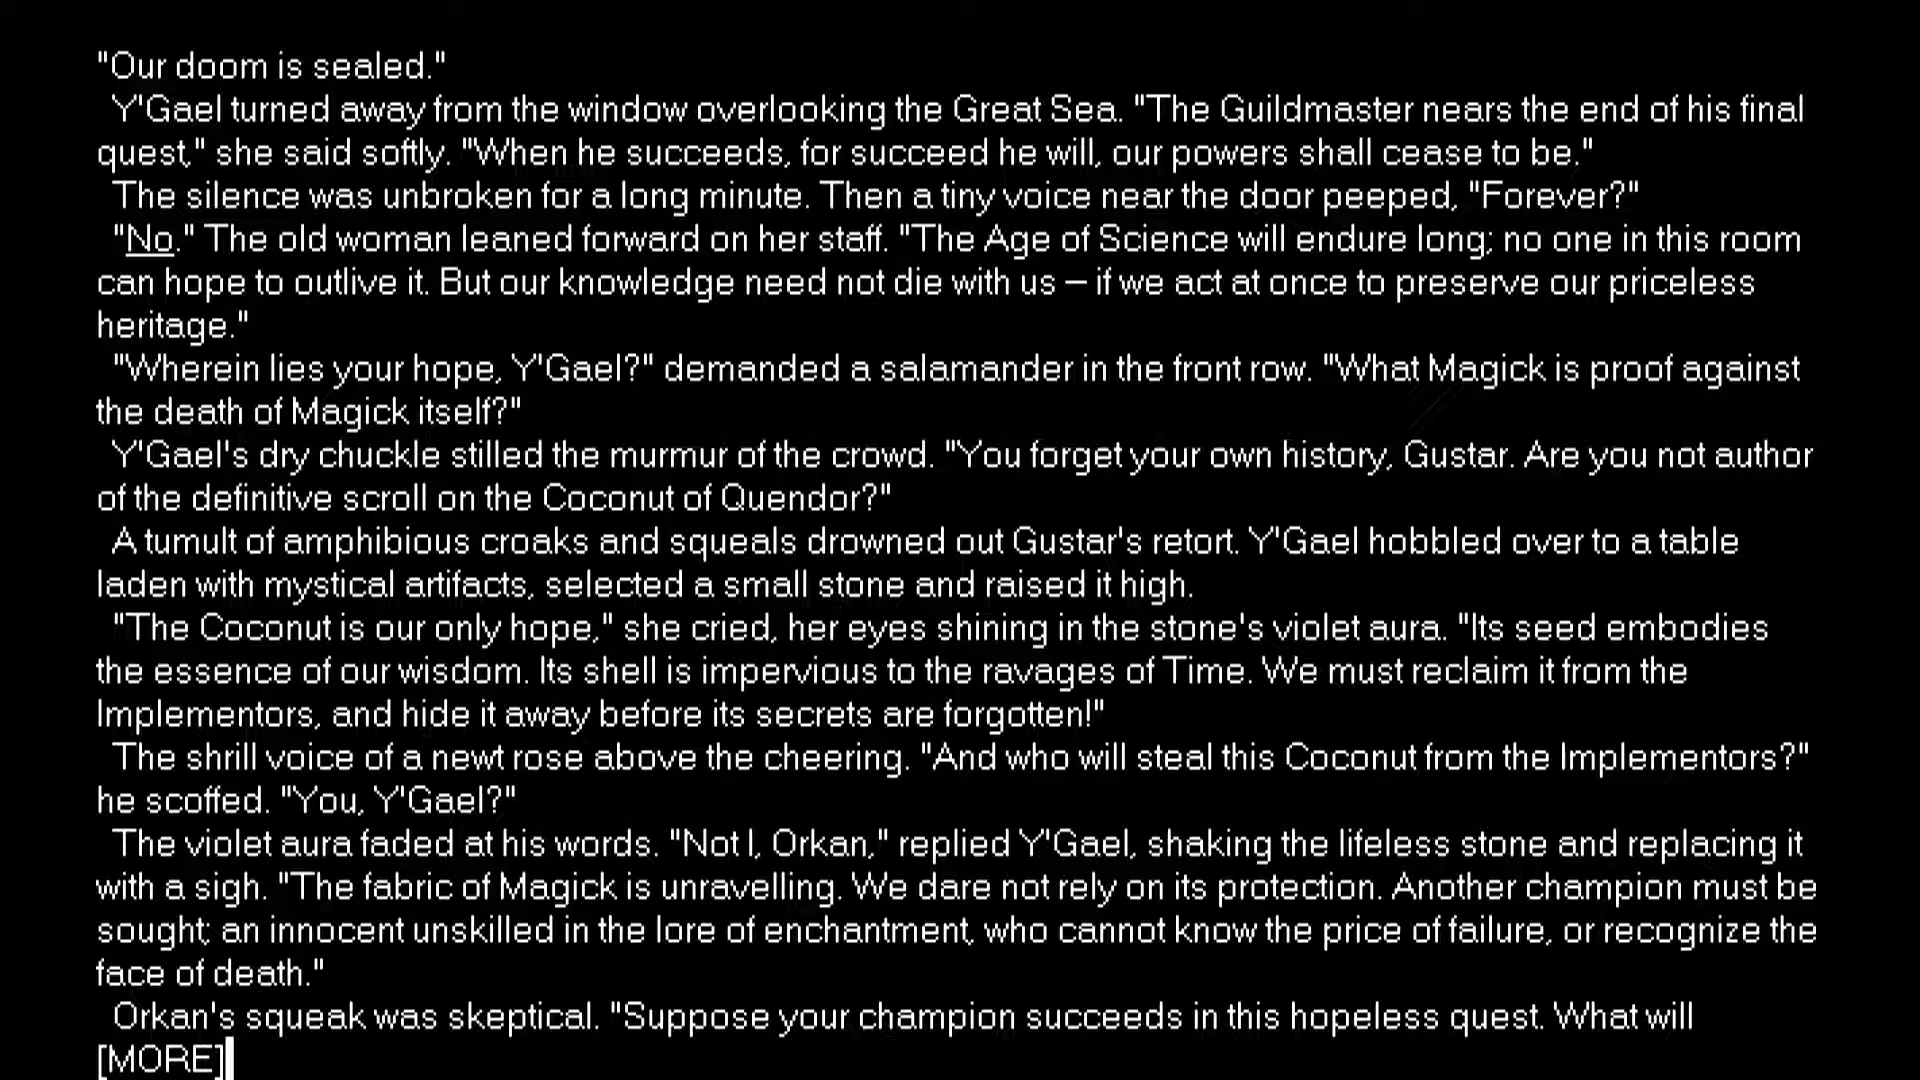 "Our doom is sealed."
Y'Gael turned away from the window overlooking the Great Sea. "The Guildmaster nears the end of his final
quest," she said softly. "When he succeeds, for succeed he will, our powers shall cease to be."
The silence was unbroken for a long minute. Then a tiny voice near the door peeped, "Forever?"
"No." The old woman leaned forward on her staff. "The Age of Science will endure long; no one in this room
can hope to outlive it. But our knowledge need not die with us – if we act at once to preserve our priceless
heritage."
"Wherein lies your hope, Y'Gael?" demanded a salamander in the front row. "What Magick is proof against
the death of Magick itself?"
Y'Gael's dry chuckle stilled the murmur of the crowd. "You forget your own history, Gustar. Are you not author
of the definitive scroll on the Coconut of Quendor?"
A tumult of amphibious croaks and squeals drowned out Gustar's retort. Y'Gael hobbled over to a table
laden with mystical artifacts, selected a small stone and raised it high.
"The Coconut is our only hope," she cried, her eyes shining in the stone's violet aura. "Its seed embodies
the essence of our wisdom. Its shell is impervious to the ravages of Time. We must reclaim it from the
Implementors, and hide it away before its secrets are forgotten!"
The shrill voice of a newt rose above the cheering. "And who will steal this Coconut from the Implementors?"
he scoffed. "You, Y'Gael?"
The violet aura faded at his words. "Not I, Orkan," replied Y'Gael, shaking the lifeless stone and replacing it
with a sigh. "The fabric of Magick is unravelling. We dare not rely on its protection. Another champion must be
sought; an innocent unskilled in the lore of enchantment, who cannot know the price of failure, or recognize the
face of death."
Orkan's squeak was skeptical. "Suppose your champion succeeds in this hopeless quest. What will
[MORE]